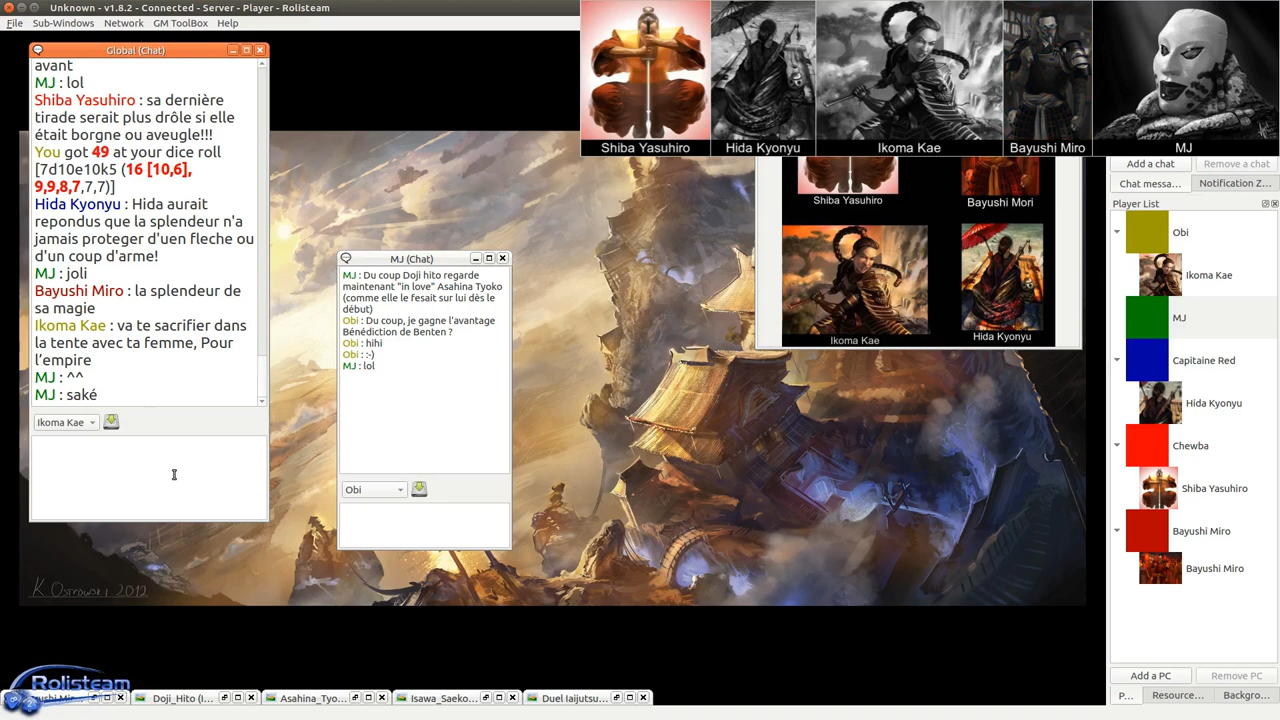 Unknown - v1.8.2 - Connected - Server - Player - Rolisteam
File Sub-Windows Network GM ToolBox Help
Global (Chat)
avant
MJ : lol
Shiba Yasuhiro : sa dernière
tirade serait plus drôle si elle
était borgne ou aveugle!!!
You got 49 at your dice roll
[7d10e10k5 (16 [10,6],
9,9,8,7,7,7)]
Hida Kyonyu : Hida aurait
repondus que la splendeur n'a
jamais proteger d'uen fleche ou
d'un coup d'arme!
MJ : joli
Bayushi Miro : la splendeur de
sa magie
Ikoma Kae : va te sacrifier dans
la tente avec ta femme, Pour
l'empire
MJ : ^^
MJ : saké
Ikoma Kae
MJ (Chat)
MJ : Du coup Doji hito regarde
maintenant "in love" Asahina Tyoko
(comme elle le fesait sur lui dès le
début)
Obi : Du coup, je gagne l'avantage
Bénédiction de Benten ?
Obi : hihi
Obi : :-)
MJ : lol
Obi
Shiba Yasuhiro
Hida Kyonyu
Ikoma Kae
Bayushi Miro
MJ
Shiba Yasuhiro
Bayushi Mori
Ikoma Kae
Hida Kyonyu
Add a chat
Remove a chat
Chat messa...
Notification Z...
Player List
Obi
Ikoma Kae
MJ
Capitaine Red
Hida Kyonyu
Chewba
Shiba Yasuhiro
Bayushi Miro
Bayushi Miro
Add a PC
Remove PC
P...
Resource...
Backgro...
K Ostrowski 2012
Rolisteam
Doji_Hito (I...
Asahina_Tyo...
Isawa_Saeko...
Duel Iaijutsu...